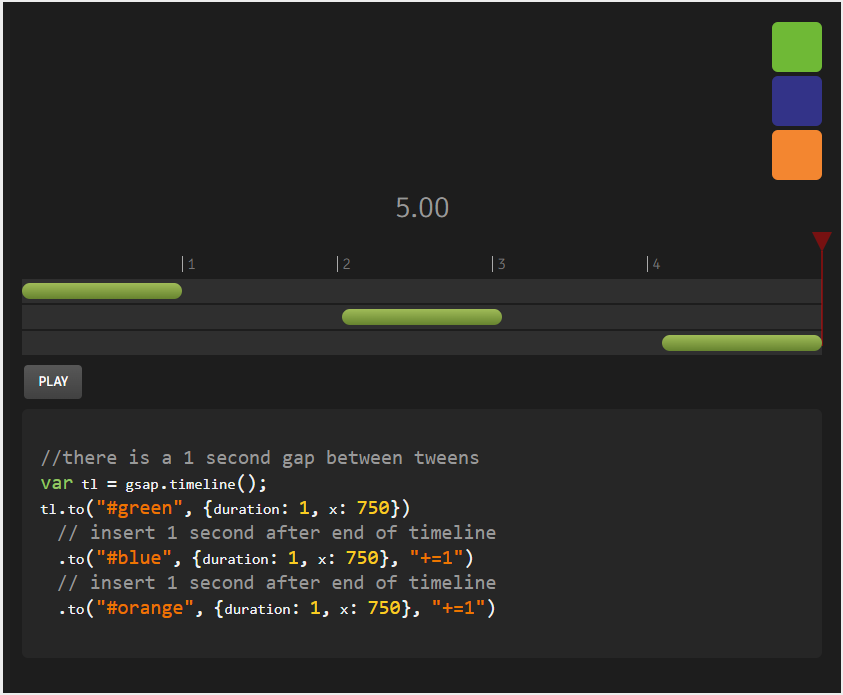 5.00
1 2 3 4
PLAY
//there is a 1 second gap between tweens
var tl = gsap.timeline();
tl.to("#green", {duration: 1, x: 750})
// insert 1 second after end of timeline
.to("#blue", {duration: 1, x: 750}, "+=1")
// insert 1 second after end of timeline
.to("#orange", {duration: 1, x: 750}, "+=1")